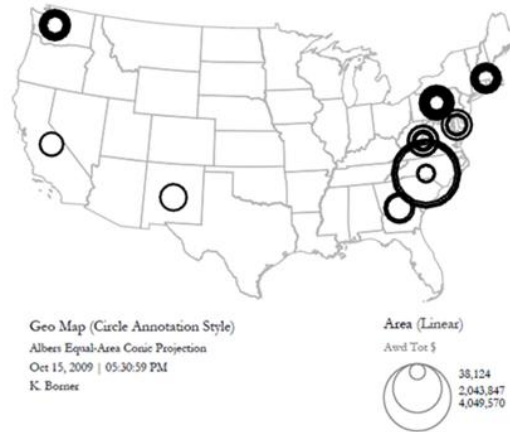 Geo Map (Circle Annotation Style)
Albers Equal-Area Conic Projection
Oct 15, 2009 | 05:30:59 PM
K. Borner
Area (Linear)
Awd Tot $
38,124
2,043,847
4,049,570